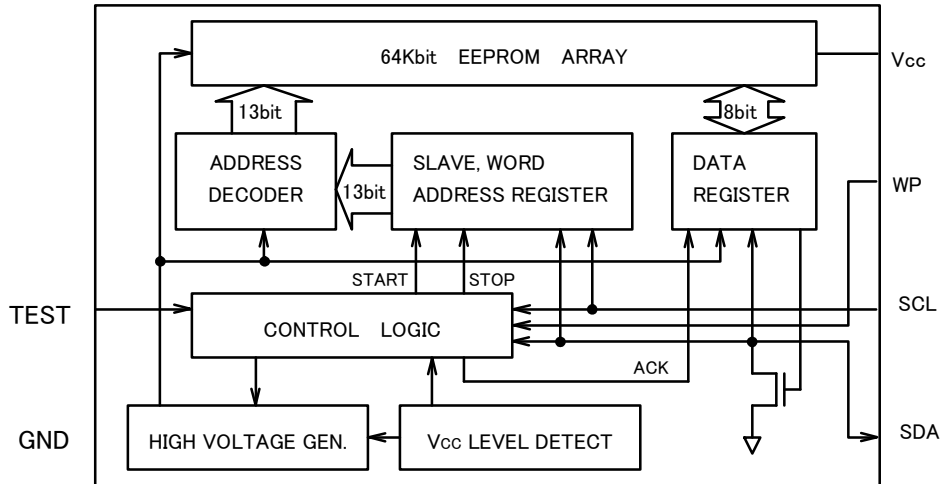 64Kbit EEPROM ARRAY
Vcc
13bit
8bit
ADDRESS
DECODER
13bit
SLAVE, WORD
ADDRESS REGISTER
DATA
REGISTER
WP
START
STOP
TEST
CONTROL LOGIC
SCL
ACK
GND
HIGH VOLTAGE GEN.
Vcc LEVEL DETECT
SDA